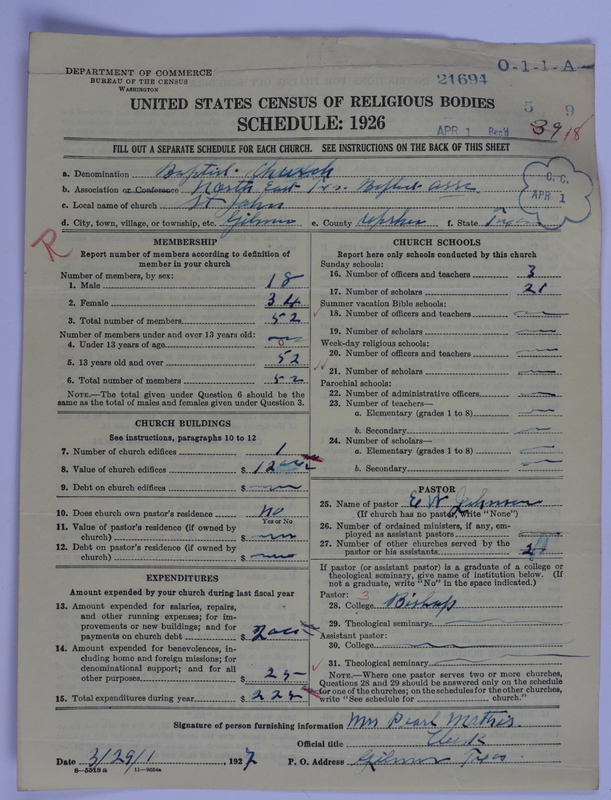 DEPARTMENT OF COMMERCE
BUREAU OF THE CENSUS
WASHINGTON
21694
O-1-1-A
UNITED STATES CENSUS OF RELIGIOUS BODIES
SCHEDULE: 1926
APR 1 Rec'd
5 9
3918
FILL OUT A SEPARATE SCHEDULE FOR EACH CHURCH. SEE INSTRUCTIONS ON THE BACK OF THIS SHEET
a. Denomination Baptist Church
b. Association or Conference North East Tex. Baptist Assc.
c. Local name of church St John
d. City, town, village, or township, etc. Gilmer e. County Upshur f. State Texas
C. C.
APR 1
R
MEMBERSHIP
Report number of members according to definition of
member in your church
Number of members, by sex:
1. Male 18
2. Female 34
3. Total number of members 52
Number of members under and over 13 years old:
4. Under 13 years of age 0
5. 13 years old and over 52
6. Total number of members 52
NOTE.—The total given under Question 6 should be
same as the total of males and females given under Question 3.
CHURCH BUILDINGS
See instructions, paragraphs 10 to 12
7. Number of church edifices 1
8. Value of church edifices $
9. Debt on church edifices $
10. Does church own pastor's residence? no
Yes or No
11. Value of pastor's residence (if owned by
church) $
12. Debt on pastor's residence (if owned by
church) $
EXPENDITURES
Amount expended by your church during last fiscal year
13. Amount expended for salaries, repairs,
and other running expenses; for im-
provements or new buildings; and for
payments on church debt $
14. Amount expended for benevolences, in-
cluding home and foreign missions; for
denominational support; and for all
other purposes $ 25
15. Total expenditures during year $ 225
CHURCH SCHOOLS
Report here only schools conducted by this church
Sunday schools:
16. Number of officers and teachers 3
17. Number of scholars 21
Summer vacation Bible schools:
18. Number of officers and teachers
19. Number of scholars
Week-day religious schools:
20. Number of officers and teachers
21. Number of scholars
Parochial schools:
22. Number of administrative officers
23. Number of teachers—
a. Elementary (grades 1 to 8)
b. Secondary
24. Number of scholars—
a. Elementary (grades 1 to 8)
b. Secondary
PASTOR
25. Name of pastor E W Johnson
(If church has no pastor, write "None")
26. Number of ordained ministers, if any, em-
ployed as assistant pastors
27. Number of other churches served by the
pastor or his assistants
If pastor (or assistant pastor) is a graduate of a college or
theological seminary, give name of institution below. (If
not a graduate, write "No" in the space indicated.)
Pastor: 3
28. College Bishop
29. Theological seminary
Assistant pastor:
30. College
31. Theological seminary
NOTE.—Where one pastor serves two or more churches,
Questions 28 and 29 should be answered only on the schedule
for one of the churches; on the schedules for the other churches,
write "See schedule for church."
Signature of person furnishing information Mrs Pearl Mathis
Official title Clerk
Date 3/29/1, 1927 P. O. Address Gilmer Texas
8-5518a 11-9054a